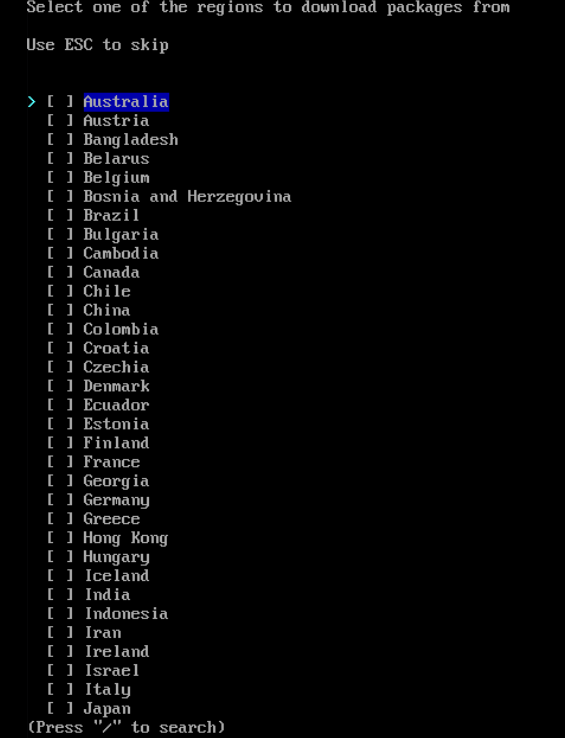 Select one of the regions to download packages from
Use ESC to skip
> [ ] Australia
[ ] Austria
[ ] Bangladesh
[ ] Belarus
[ ] Belgium
[ ] Bosnia and Herzegovina
[ ] Brazil
[ ] Bulgaria
[ ] Cambodia
[ ] Canada
[ ] Chile
[ ] China
[ ] Colombia
[ ] Croatia
[ ] Czechia
[ ] Denmark
[ ] Ecuador
[ ] Estonia
[ ] Finland
[ ] France
[ ] Georgia
[ ] Germany
[ ] Greece
[ ] Hong Kong
[ ] Hungary
[ ] Iceland
[ ] India
[ ] Indonesia
[ ] Iran
[ ] Ireland
[ ] Israel
[ ] Italy
[ ] Japan
(Press "/" to search)